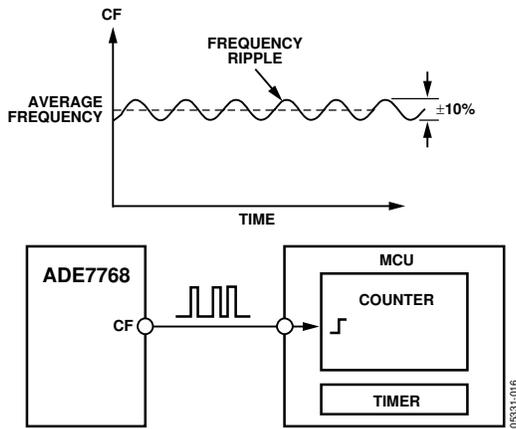 CF
FREQUENCY
RIPPLE
AVERAGE
FREQUENCY
±10%
TIME
ADE7768
CF
MCU
COUNTER
TIMER
05331-016